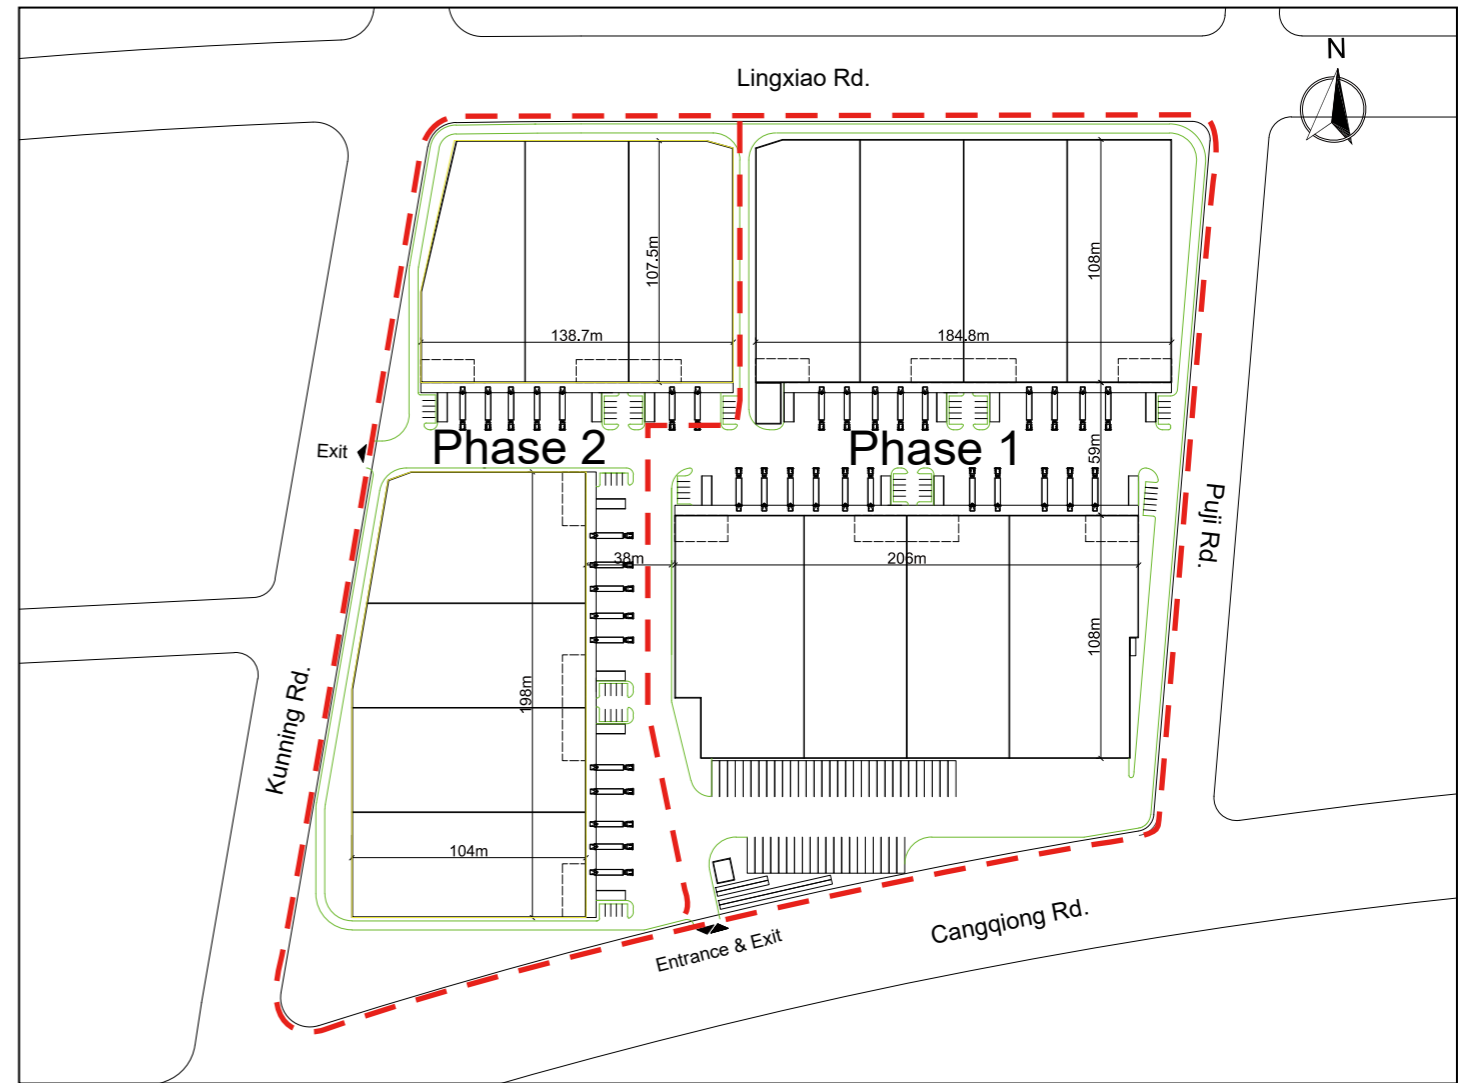 Lingxiao Rd.
N
107.5m
138.7m
108m
184.8m
Exit
Phase 2
Phase 1
59m
Puji Rd.
38m
206m
108m
198m
Kunning Rd.
104m
Cangqiong Rd.
Entrance & Exit